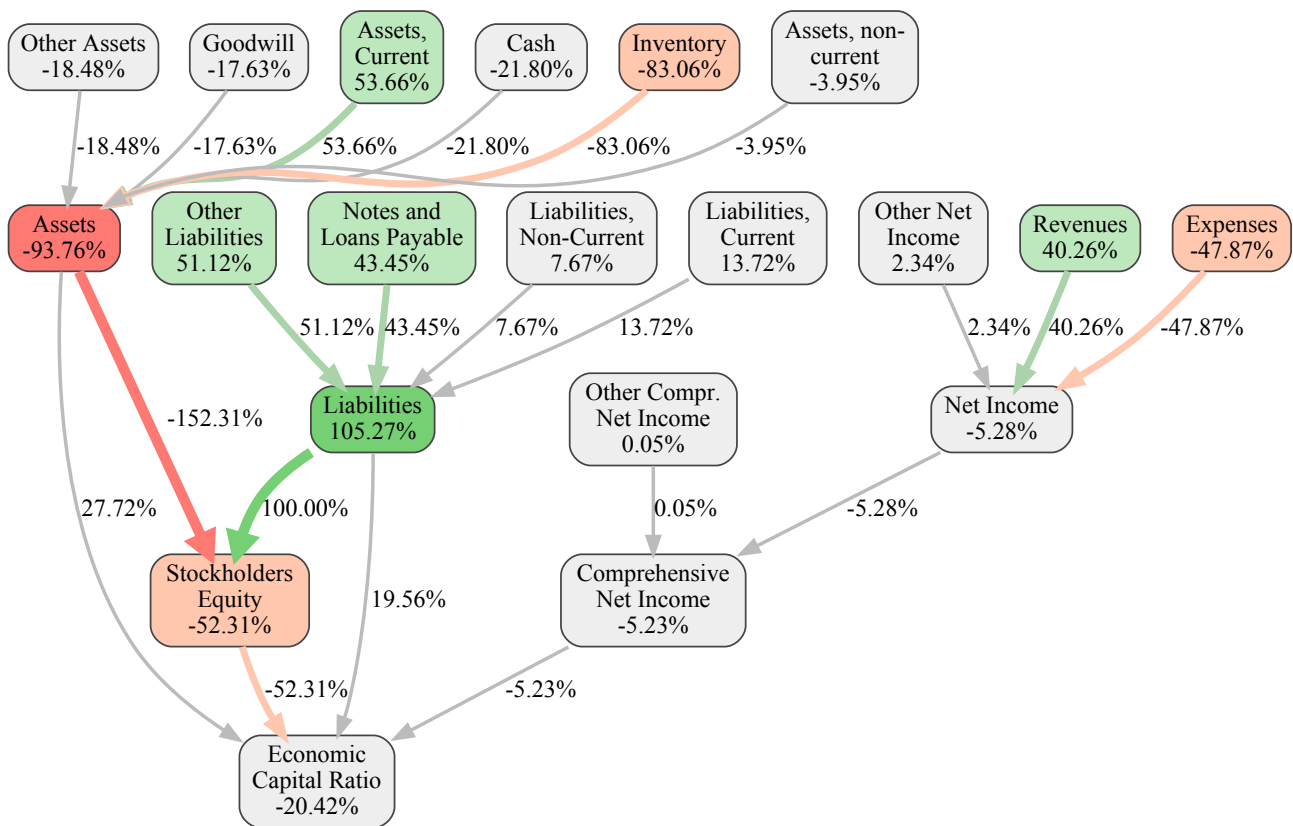 Other Assets
-18.48%
Goodwill
-17.63%
Assets,
Current
53.66%
Cash
-21.80%
Inventory
-83.06%
Assets, non-
current
-3.95%
-18.48%
-17.63%
53.66%
-21.80%
-83.06%
-3.95%
Assets
-93.76%
Other
Liabilities
51.12%
Notes and
Loans Payable
43.45%
Liabilities,
Non-Current
7.67%
Liabilities,
Current
13.72%
Other Net
Income
2.34%
Revenues
40.26%
Expenses
-47.87%
51.12%
43.45%
7.67%
13.72%
2.34%
40.26%
-47.87%
-152.31%
Liabilities
105.27%
Other Compr.
Net Income
0.05%
Net Income
-5.28%
27.72%
100.00%
0.05%
-5.28%
Stockholders
Equity
-52.31%
19.56%
Comprehensive
Net Income
-5.23%
-52.31%
-5.23%
Economic
Capital Ratio
-20.42%